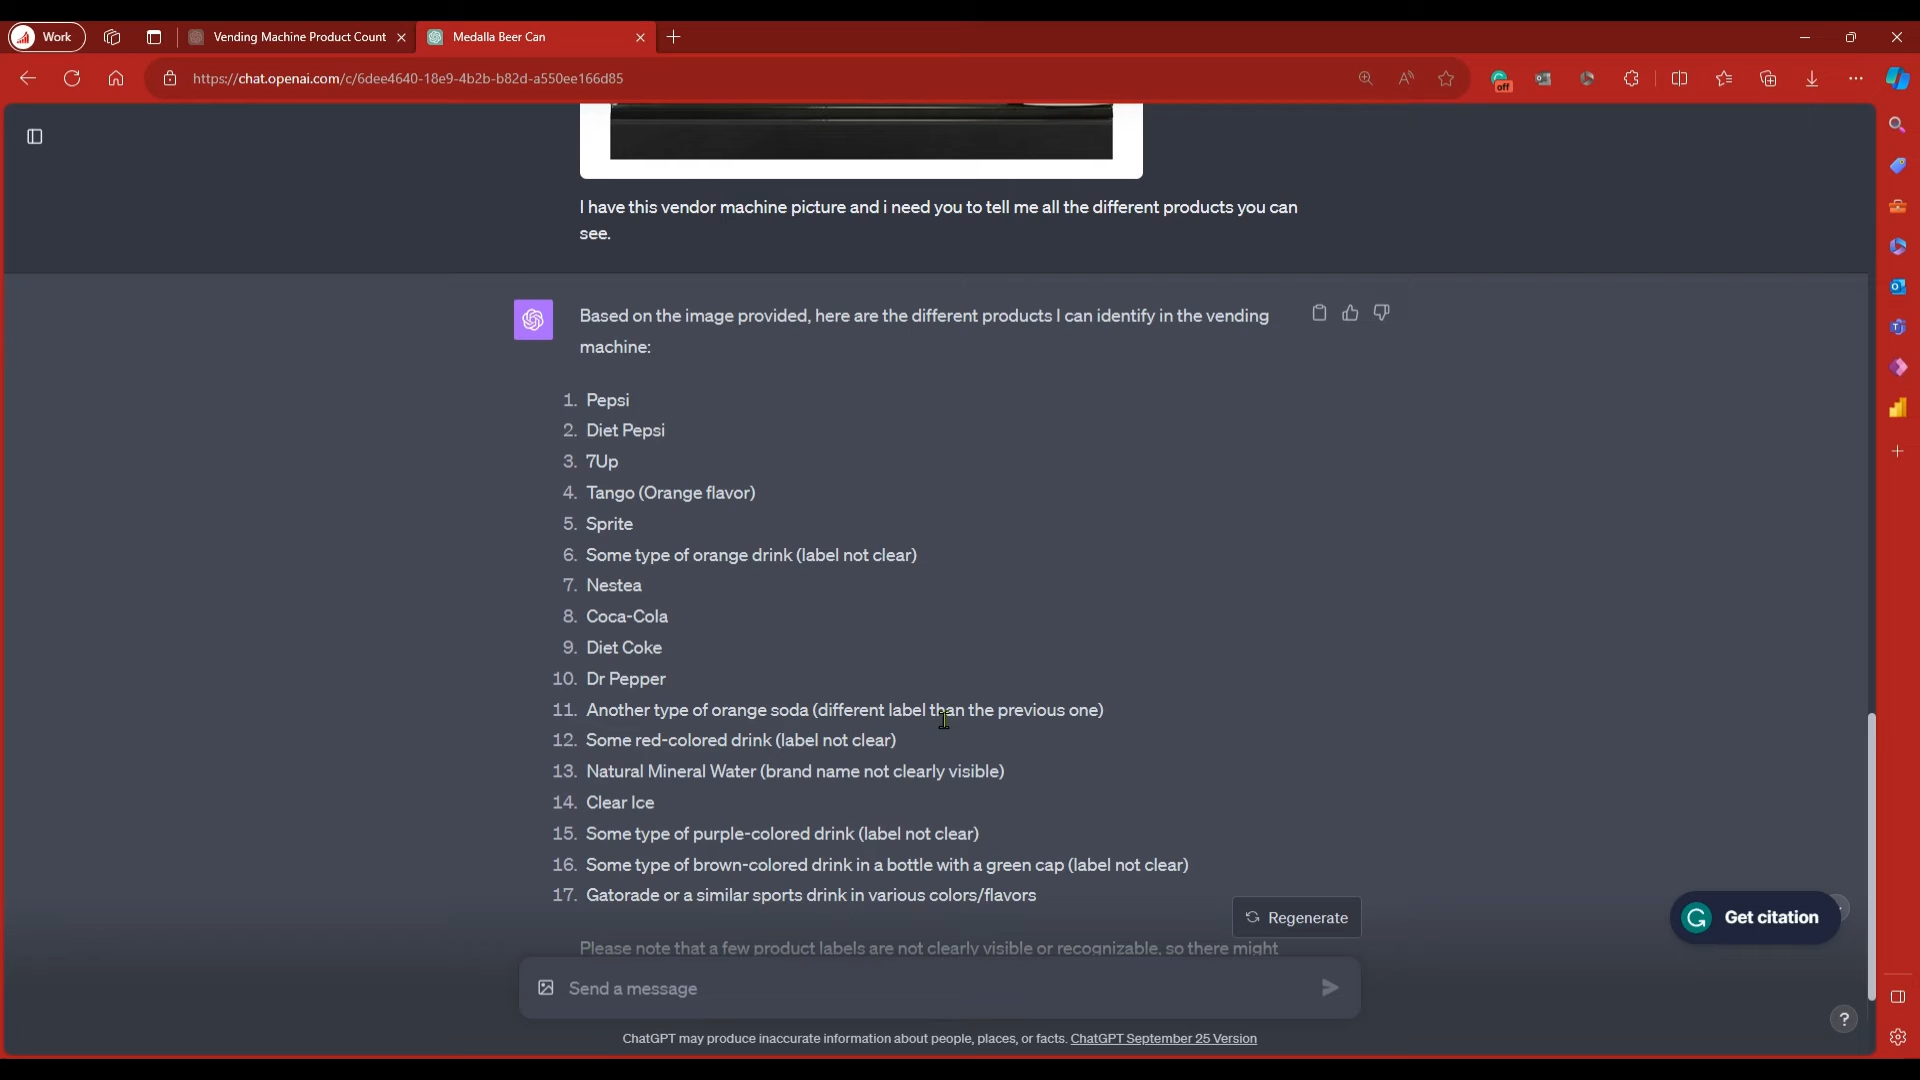 Work
Vending Machine Product Count
Medalla Beer Can
https://chat.openai.com/c/6dee4640-18e9-4b2b-b82d-a550ee166d85
off
I have this vendor machine picture and i need you to tell me all the different products you can
see.
Based on the image provided, here are the different products I can identify in the vending
machine:
1. Pepsi
2. Diet Pepsi
3. 7Up
4. Tango (Orange flavor)
5. Sprite
6. Some type of orange drink (label not clear)
7. Nestea
8. Coca-Cola
9. Diet Coke
10. Dr Pepper
11. Another type of orange soda (different label than the previous one)
12. Some red-colored drink (label not clear)
13. Natural Mineral Water (brand name not clearly visible)
14. Clear Ice
15. Some type of purple-colored drink (label not clear)
16. Some type of brown-colored drink in a bottle with a green cap (label not clear)
17. Gatorade or a similar sports drink in various colors/flavors
Regenerate
Get citation
Please note that a few product labels are not clearly visible or recognizable, so there might
Send a message
?
ChatGPT may produce inaccurate information about people, places, or facts. ChatGPT September 25 Version